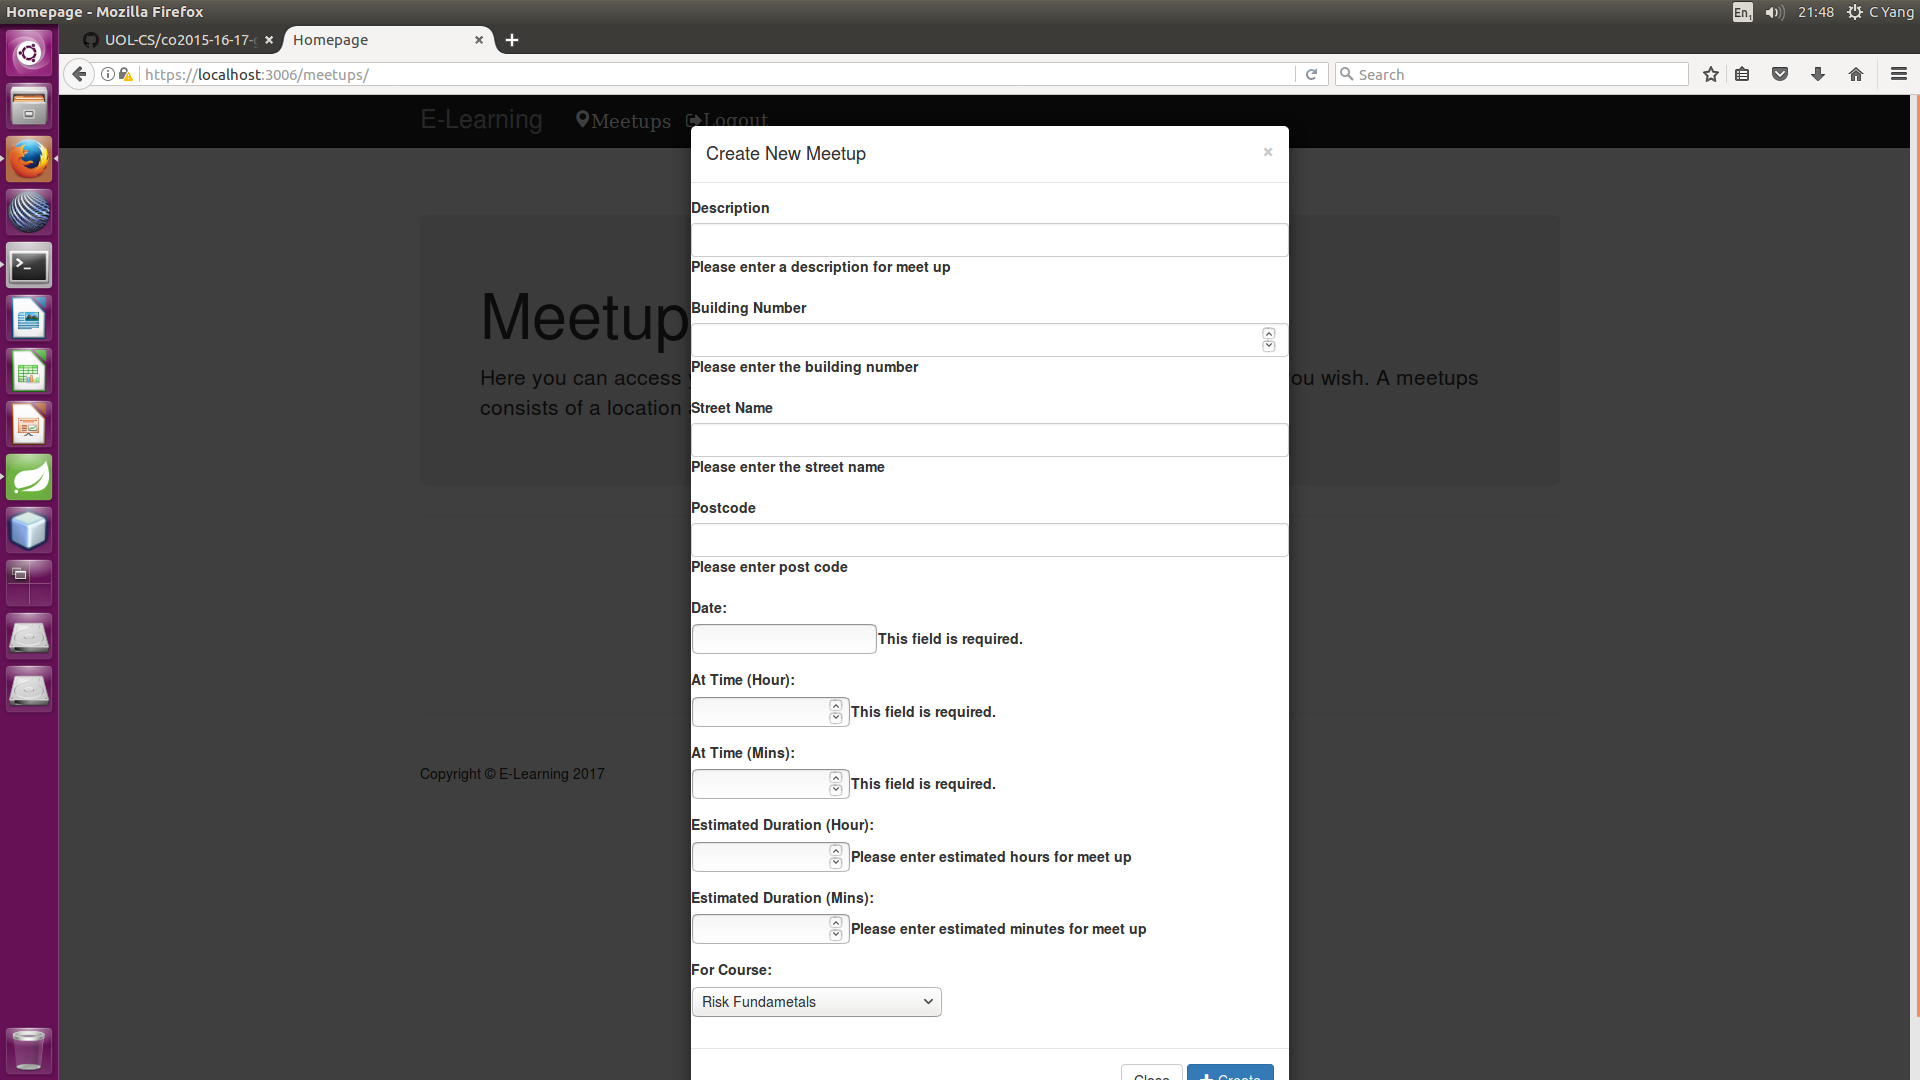 Homepage - Mozilla Firefox
En1 21:48 C Yang
UOL-CS/co2015-16-17-
Homepage
https://localhost:3006/meetups/
Search
E-Learning Meetups Logout
Create New Meetup ×
Description
Please enter a description for meet up
Building Number
Please enter the building number
Street Name
Please enter the street name
Postcode
Please enter post code
Date:
This field is required.
At Time (Hour):
This field is required.
At Time (Mins):
This field is required.
Estimated Duration (Hour):
Please enter estimated hours for meet up
Estimated Duration (Mins):
Please enter estimated minutes for meet up
For Course:
Risk Fundametals
Close Create
Meetup
Here you can access
ou wish. A meetups
consists of a location
Copyright © E-Learning 2017